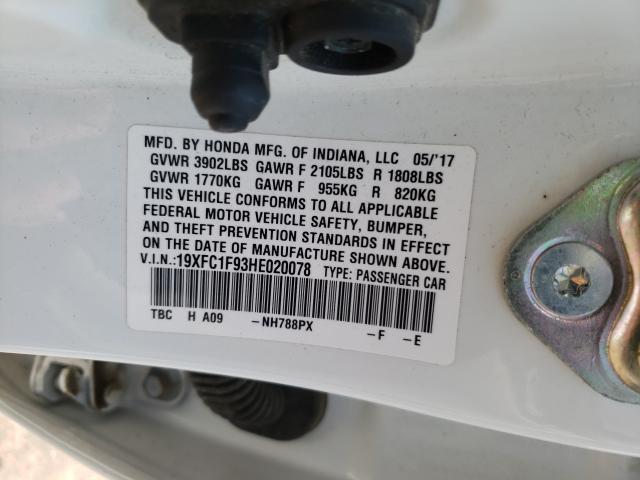 MFD. BY HONDA MFG. OF INDIANA, LLC 05/'17
GVWR 3902LBS GAWR F 2105LBS R 1808LBS
GVWR 1770KG GAWR F 955KG R 820KG
THIS VEHICLE CONFORMS TO ALL APPLICABLE
FEDERAL MOTOR VEHICLE SAFETY, BUMPER,
AND THEFT PREVENTION STANDARDS IN EFFECT
ON THE DATE OF MANUFACTURE SHOWN ABOVE.
V.I.N.:19XFC1F93HE020078 TYPE: PASSENGER CAR
TBC H A09 -NH788PX -F -E